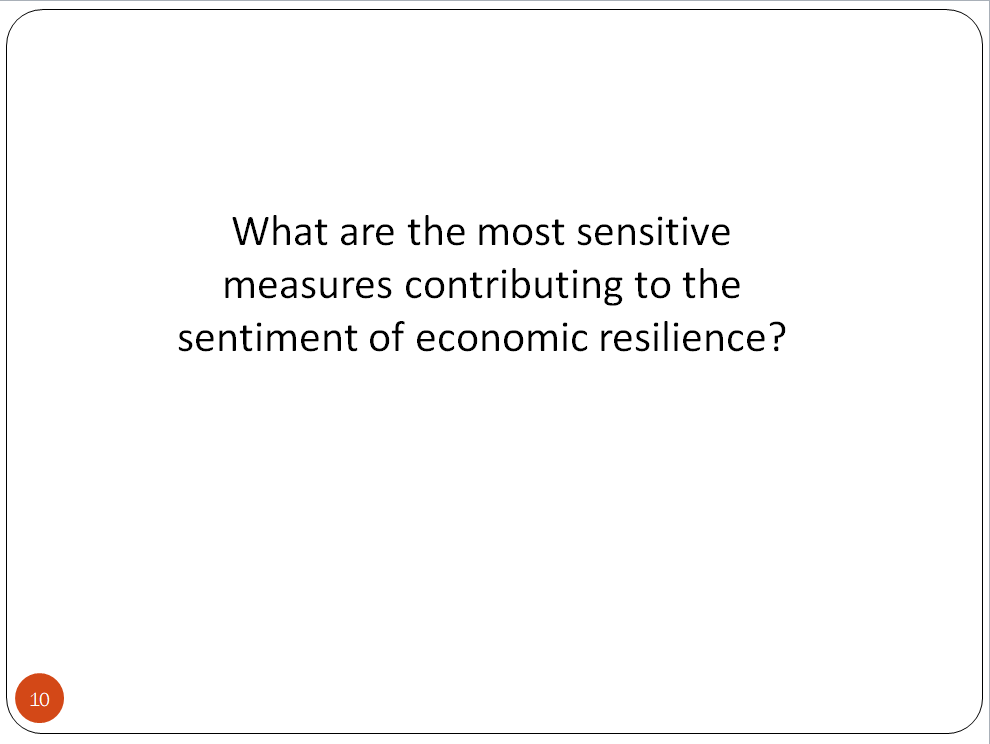 What are the most sensitive
measures contributing to the
sentiment of economic resilience?
10